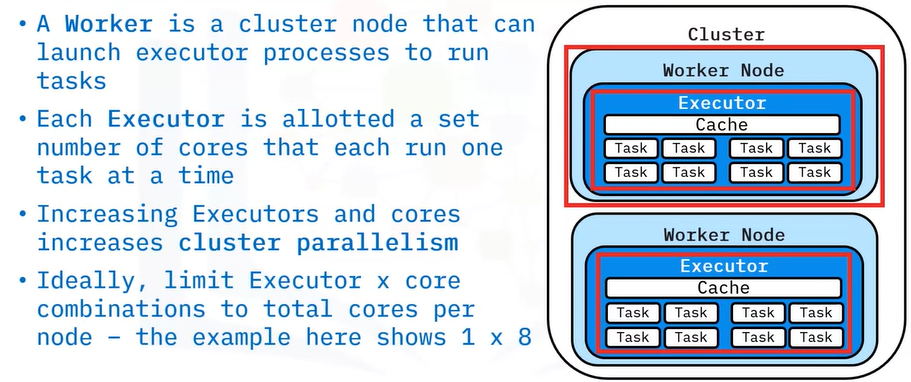 • A Worker is a cluster node that can
launch executor processes to run
tasks
• Each Executor is allotted a set
number of cores that each run one
task at a time
• Increasing Executors and cores
increases cluster parallelism
• Ideally, limit Executor x core
combinations to total cores per
node – the example here shows 1 x 8
Cluster
Worker Node
Executor
Cache
Task Task Task Task
Task Task Task Task
Worker Node
Executor
Cache
Task Task Task Task
Task Task Task Task